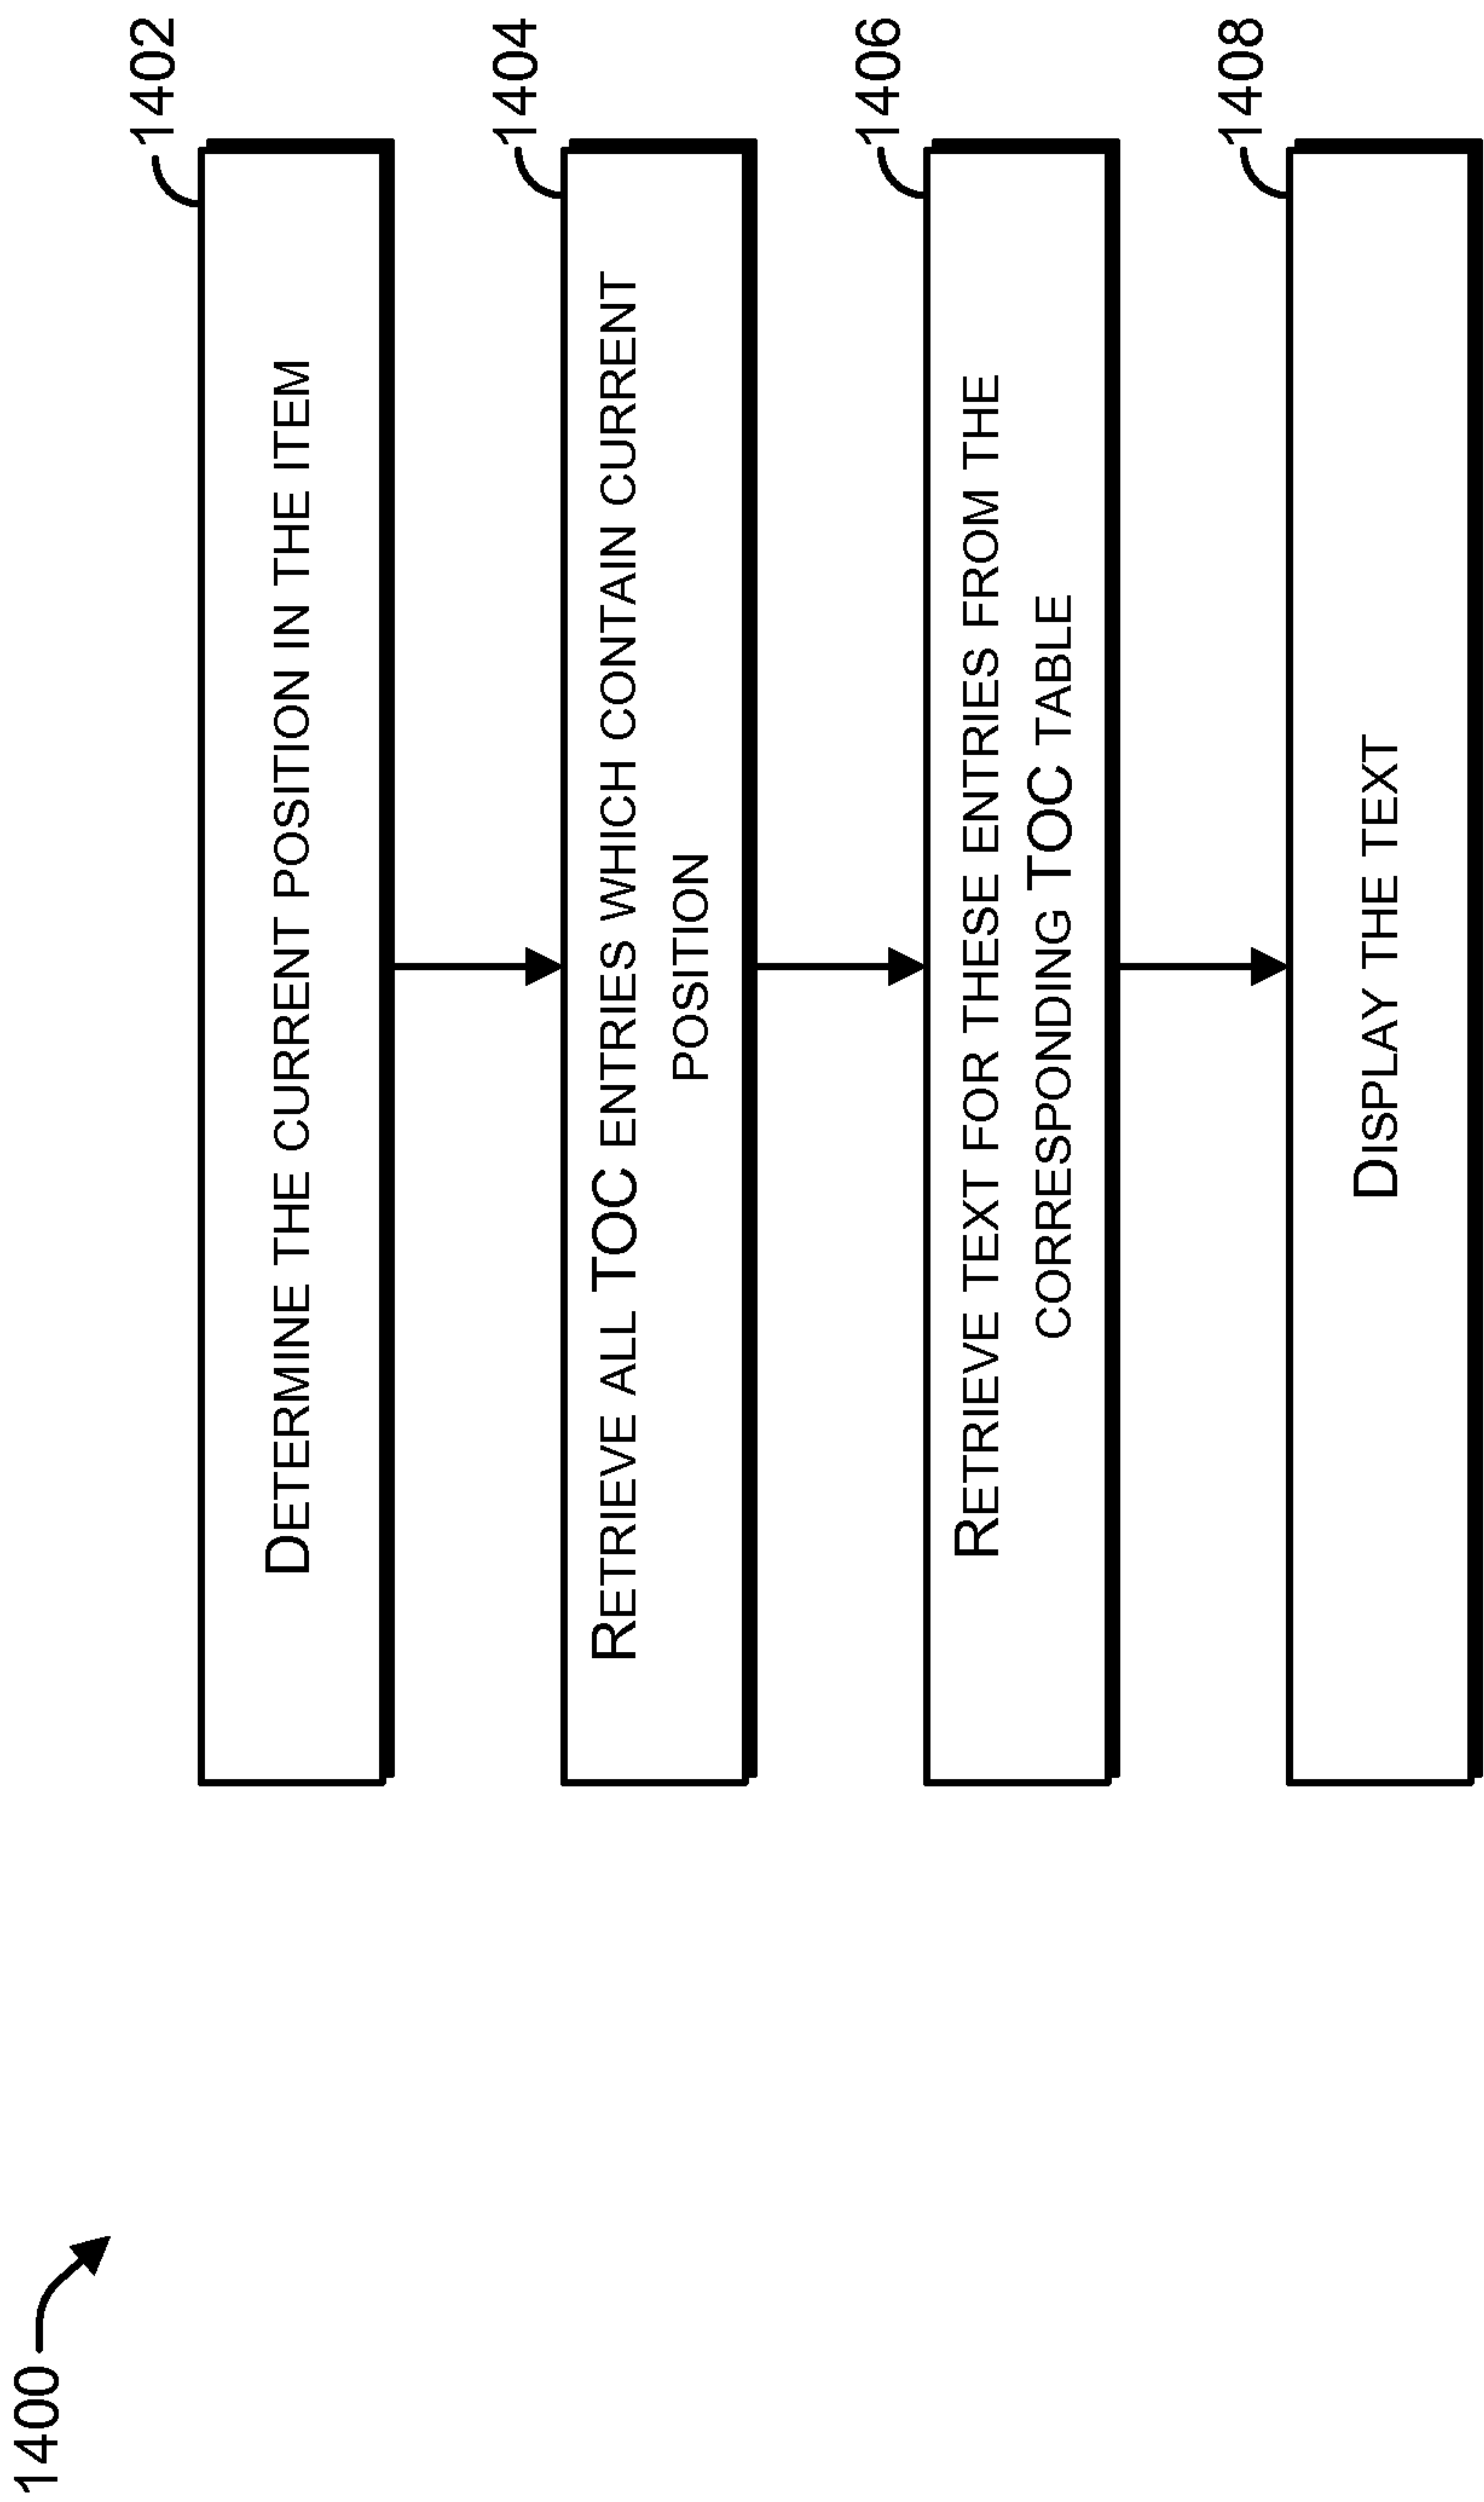 1400
1402
DETERMINE THE CURRENT POSITION IN THE ITEM
1404
RETRIEVE ALL TOC ENTRIES WHICH CONTAIN CURRENT
POSITION
1406
RETRIEVE TEXT FOR THESE ENTRIES FROM THE
CORRESPONDING TOC TABLE
1408
DISPLAY THE TEXT